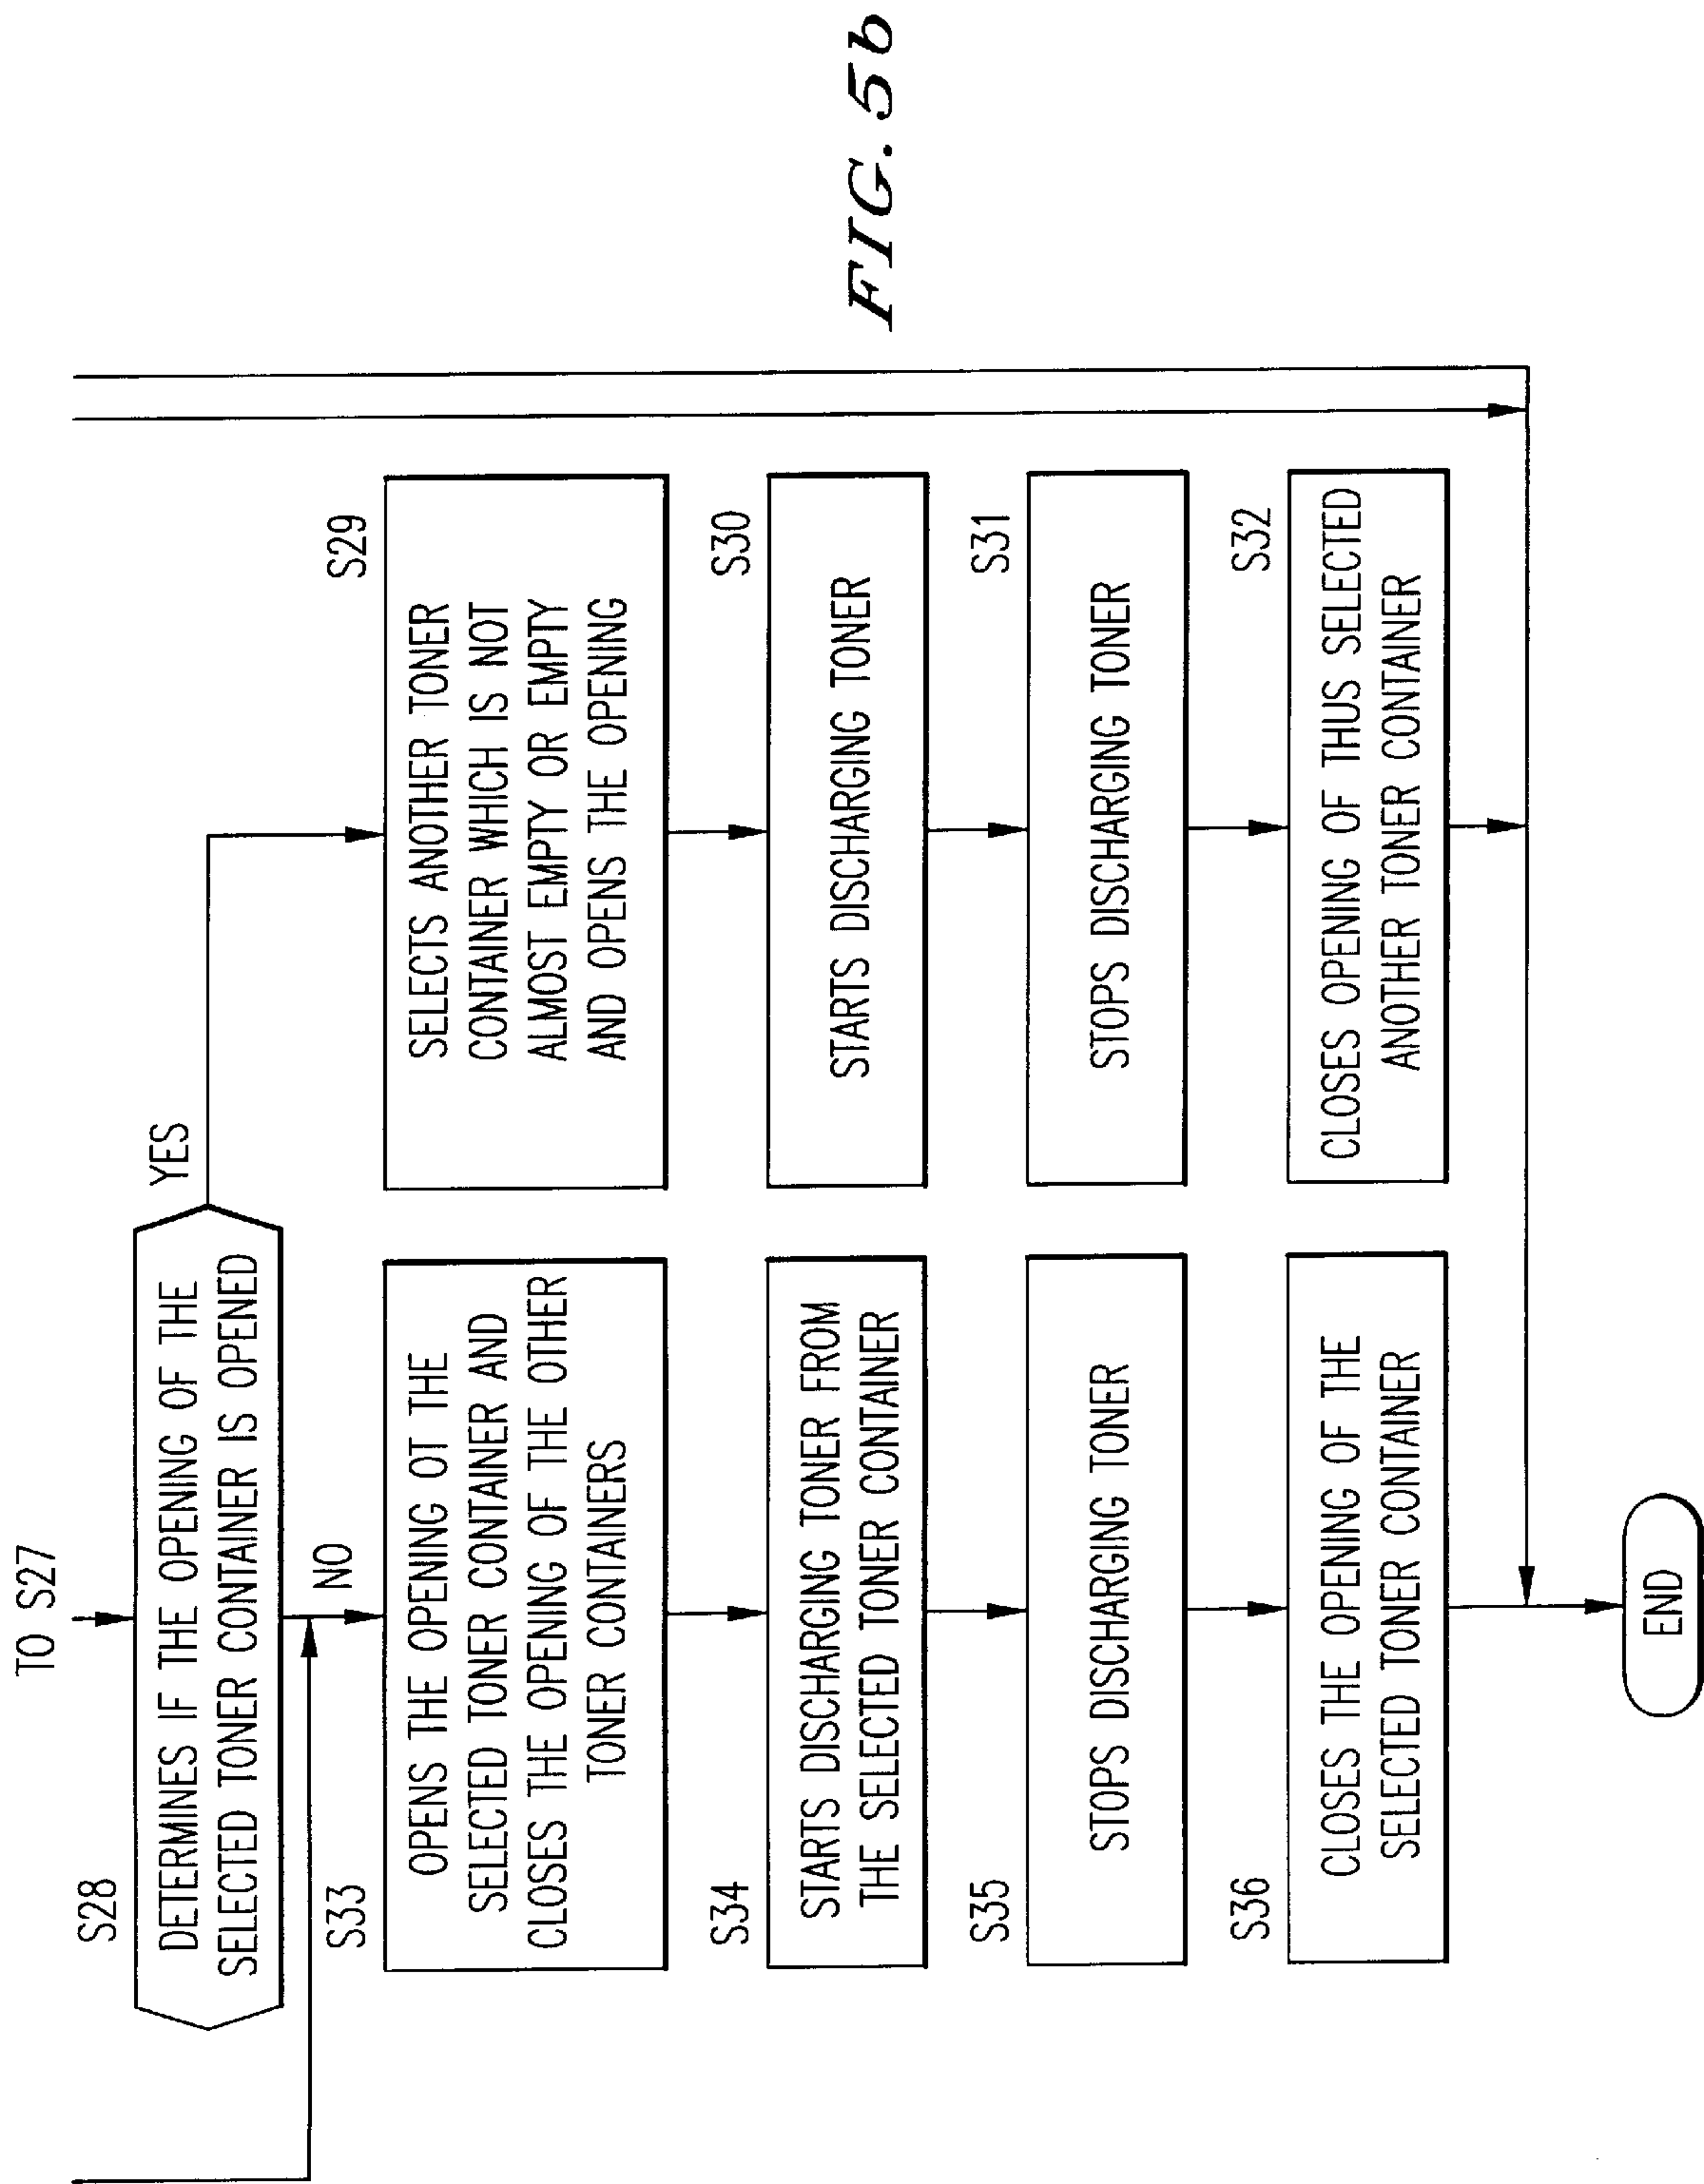 TO S27
S28
DETERMINES IF THE OPENING OF THE
SELECTED TONER CONTAINER IS OPENED
YES
NO
S33
OPENS THE OPENING OT THE
SELECTED TONER CONTAINER AND
CLOSES THE OPENING OF THE OTHER
TONER CONTAINERS
S34
STARTS DISCHARGING TONER FROM
THE SELECTED TONER CONTAINER
S35
STOPS DISCHARGING TONER
S36
CLOSES THE OPENING OF THE
SELECTED TONER CONTAINER
S29
SELECTS ANOTHER TONER
CONTAINER WHICH IS NOT
ALMOST EMPTY OR EMPTY
AND OPENS THE OPENING
S30
STARTS DISCHARGING TONER
S31
STOPS DISCHARGING TONER
S32
CLOSES OPENING OF THUS SELECTED
ANOTHER TONER CONTAINER
END
FIG. 5b